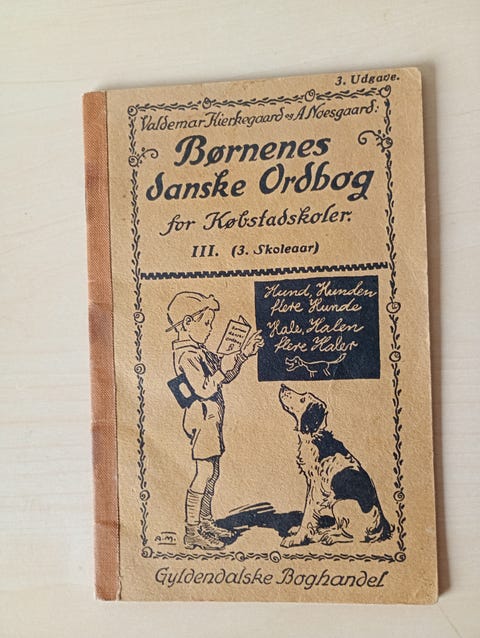 3. Udgave.
Valdemar Kierkegaard og A. Noesgaard:
Børnenes
danske Ordbog
for Købstadskoler.
III. (3. Skoleaar)
Hund, Hunden
flere Hunde
Hale, Halen
flere Haler
A.M.
Gyldendalske Boghandel